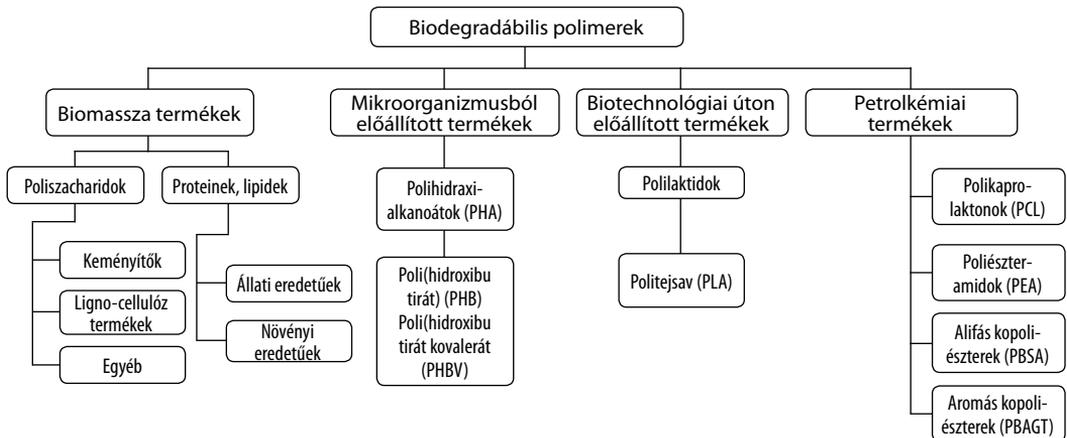 Biodegradábilis polimerek
Biomassza termékek
Poliszacharidok
Keményítők
Ligno-cellulóz
termékek
Egyéb
Proteinek, lipidek
Állati eredetűek
Növényi
eredetűek
Mikroorganizmusból
előállított termékek
Polihidraxi-
alkanoátok (PHA)
Poli(hidroxibu
tirát) (PHB)
Poli(hidroxibu
tirát kovalerát
(PHBV)
Biotechnológiai úton
előállított termékek
Polilaktidok
Politejsav (PLA)
Petrolkémiai
termékek
Polikapro-
laktonok (PCL)
Poliészter-
amidok (PEA)
Alifás kopoli-
észterek (PBSA)
Aromás kopoli-
észterek (PBAGT)